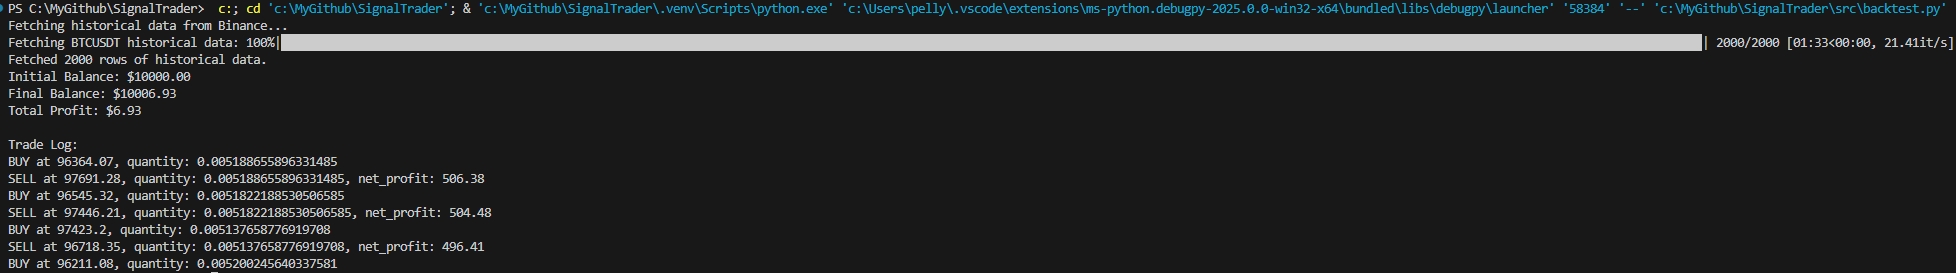 PS C:\MyGithub\SignalTrader>  c:; cd 'c:\MyGithub\SignalTrader'; & 'c:\MyGithub\SignalTrader\.venv\Scripts\python.exe' 'c:\Users\pelly\.vscode\extensions\ms-python.debugpy-2025.0.0-win32-x64\bundled\libs\debugpy\launcher' '58384' '--' 'c:\MyGithub\SignalTrader\src\backtest.py'
Fetching historical data from Binance...
Fetching BTCUSDT historical data: 100%|| 2000/2000 [01:33<00:00, 21.41it/s]
Fetched 2000 rows of historical data.
Initial Balance: $10000.00
Final Balance: $10006.93
Total Profit: $6.93
Trade Log:
BUY at 96364.07, quantity: 0.005188655896331485
SELL at 97691.28, quantity: 0.005188655896331485, net_profit: 506.38
BUY at 96545.32, quantity: 0.0051822188530506585
SELL at 97446.21, quantity: 0.0051822188530506585, net_profit: 504.48
BUY at 97423.2, quantity: 0.005137658776919708
SELL at 96718.35, quantity: 0.005137658776919708, net_profit: 496.41
BUY at 96211.08, quantity: 0.005200245640337581